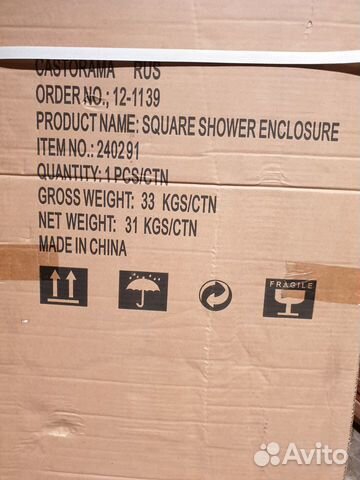 CASTORAMA RUS
ORDER NO.; 12-1139
PRODUCT NAME: SQUARE SHOWER ENCLOSURE
ITEM NO.: 240291
QUANTITY: 1 PCS/CTN
GROSS WEIGHT: 33 KGS/CTN
NET WEIGHT: 31 KGS/CTN
MADE IN CHINA
FRAGILE
Avito